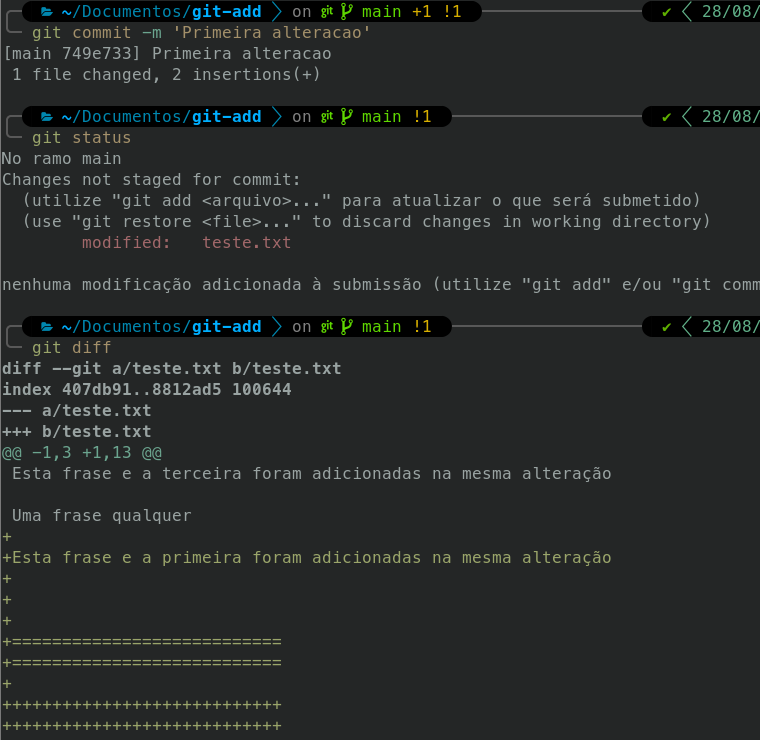 ~/Documentos/git-add on git main +1 !1 ✔ 28/08/
git commit -m 'Primeira alteracao'
[main 749e733] Primeira alteracao
1 file changed, 2 insertions(+)
~/Documentos/git-add on git main !1 ✔ 28/08/
git status
No ramo main
Changes not staged for commit:
(utilize "git add <arquivo>..." para atualizar o que será submetido)
(use "git restore <file>..." to discard changes in working directory)
modified: teste.txt
nenhuma modificação adicionada à submissão (utilize "git add" e/ou "git comm
~/Documentos/git-add on git main !1 ✔ 28/08/
git diff
diff --git a/teste.txt b/teste.txt
index 407db91..8812ad5 100644
--- a/teste.txt
+++ b/teste.txt
@@ -1,3 +1,13 @@
Esta frase e a terceira foram adicionadas na mesma alteração
Uma frase qualquer
+
+Esta frase e a primeira foram adicionadas na mesma alteração
+
+
+
+===========================
+===========================
+
++++++++++++++++++++++++++++
++++++++++++++++++++++++++++